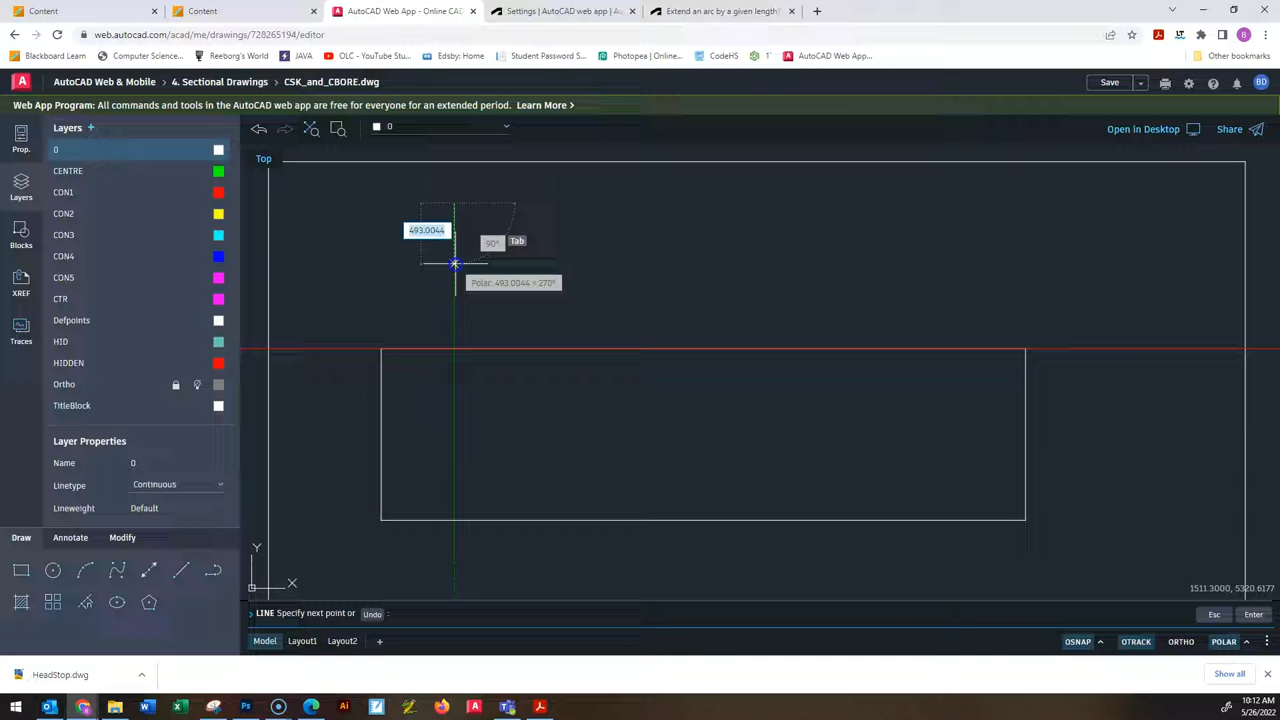 Content
Content
AutoCAD Web App - Online CAD
Settings | AutoCAD web app | Au
Extend an arc by a given length
web.autocad.com/acad/me/drawings/728265194/editor
Blackboard Learn
Computer Science...
Reeborg's World
JAVA
OLC - YouTube Stu...
Edsby: Home
Student Password S...
Photopea | Online...
CodeHS
AutoCAD Web App...
Other bookmarks
AutoCAD Web & Mobile > 4. Sectional Drawings > CSK_and_CBORE.dwg
Save
BD
Web App Program: All commands and tools in the AutoCAD web app are free for everyone for an extended period. Learn More >
Prop.
Layers
Blocks
XREF
Traces
Layers +
0
Open in Desktop
Share
Top
0
CENTRE
CON1
CON2
CON3
CON4
CON5
CTR
Defpoints
HID
HIDDEN
Ortho
TitleBlock
493.0044
90°
Tab
Polar: 493.0044 < 270°
Layer Properties
Name 0
Linetype Continuous
Lineweight Default
Draw Annotate Modify
Y
X
1511.3000, 5320.6177
LINE Specify next point or Undo :
Esc
Enter
Model Layout1 Layout2 +
OSNAP OTRACK ORTHO POLAR
HeadStop.dwg
Show all
10:12 AM
5/26/2022